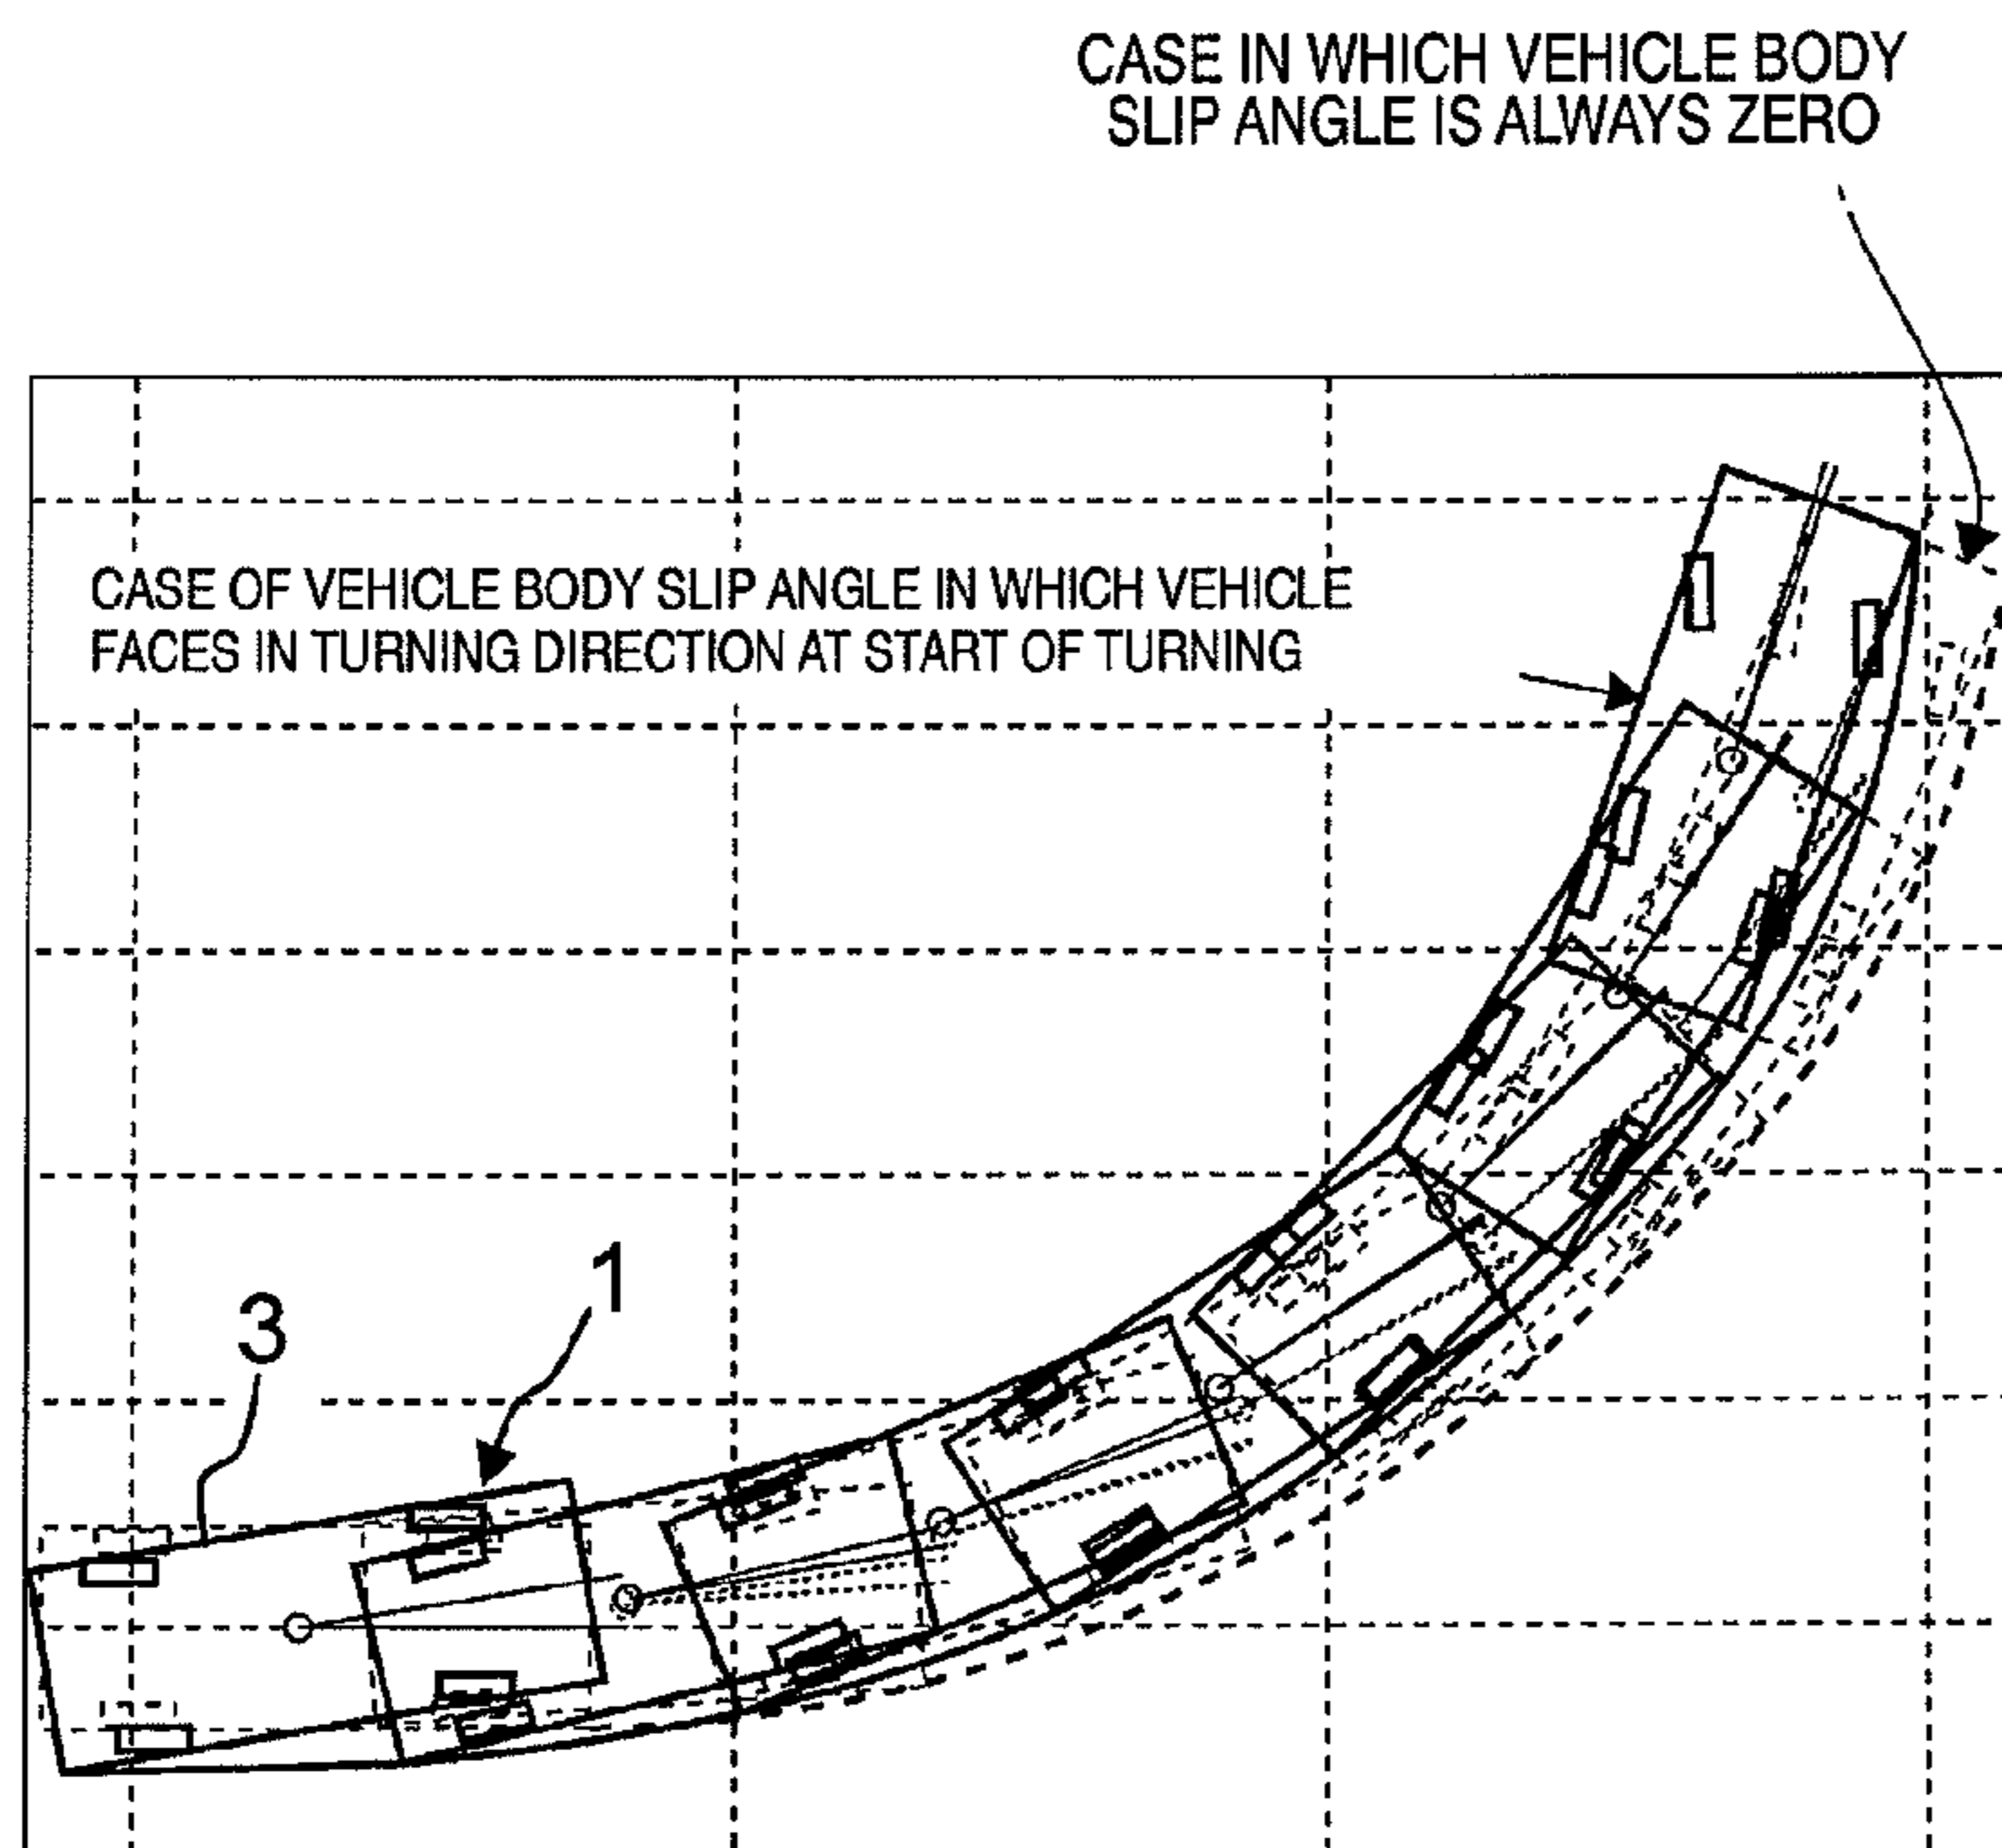 CASE IN WHICH VEHICLE BODY
SLIP ANGLE IS ALWAYS ZERO
CASE OF VEHICLE BODY SLIP ANGLE IN WHICH VEHICLE
FACES IN TURNING DIRECTION AT START OF TURNING
1
3